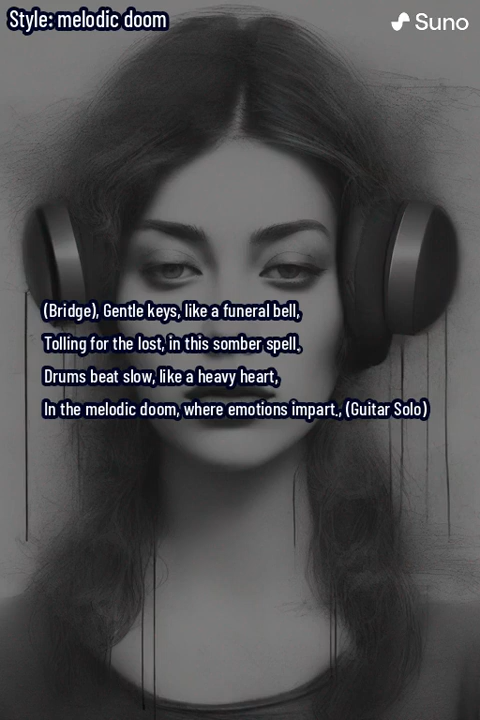 Style: melodic doom
Suno
(Bridge), Gentle keys, like a funeral bell,
Tolling for the lost, in this somber spell.
Drums beat slow, like a heavy heart,
In the melodic doom, where emotions impart., (Guitar Solo)